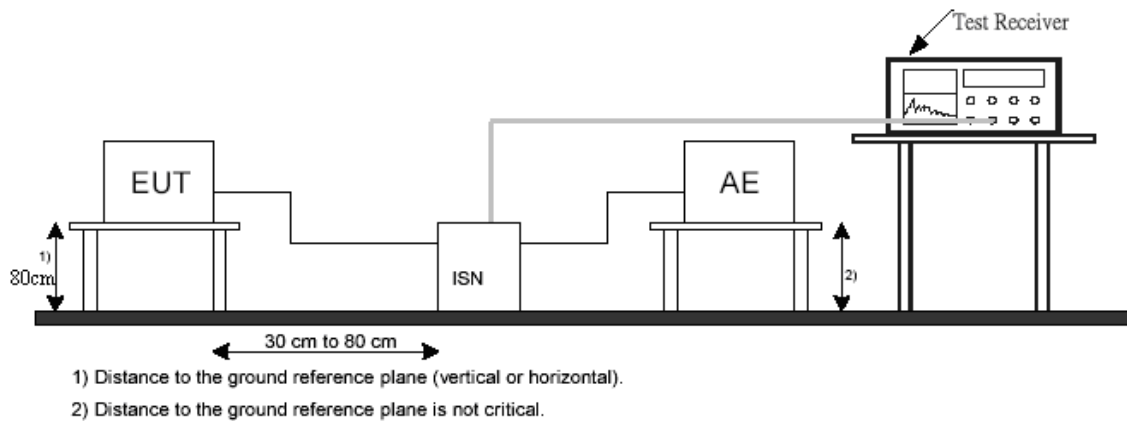 Test Receiver
EUT
AE
1)
80cm
ISN
2)
30 cm to 80 cm
1) Distance to the ground reference plane (vertical or horizontal).
2) Distance to the ground reference plane is not critical.